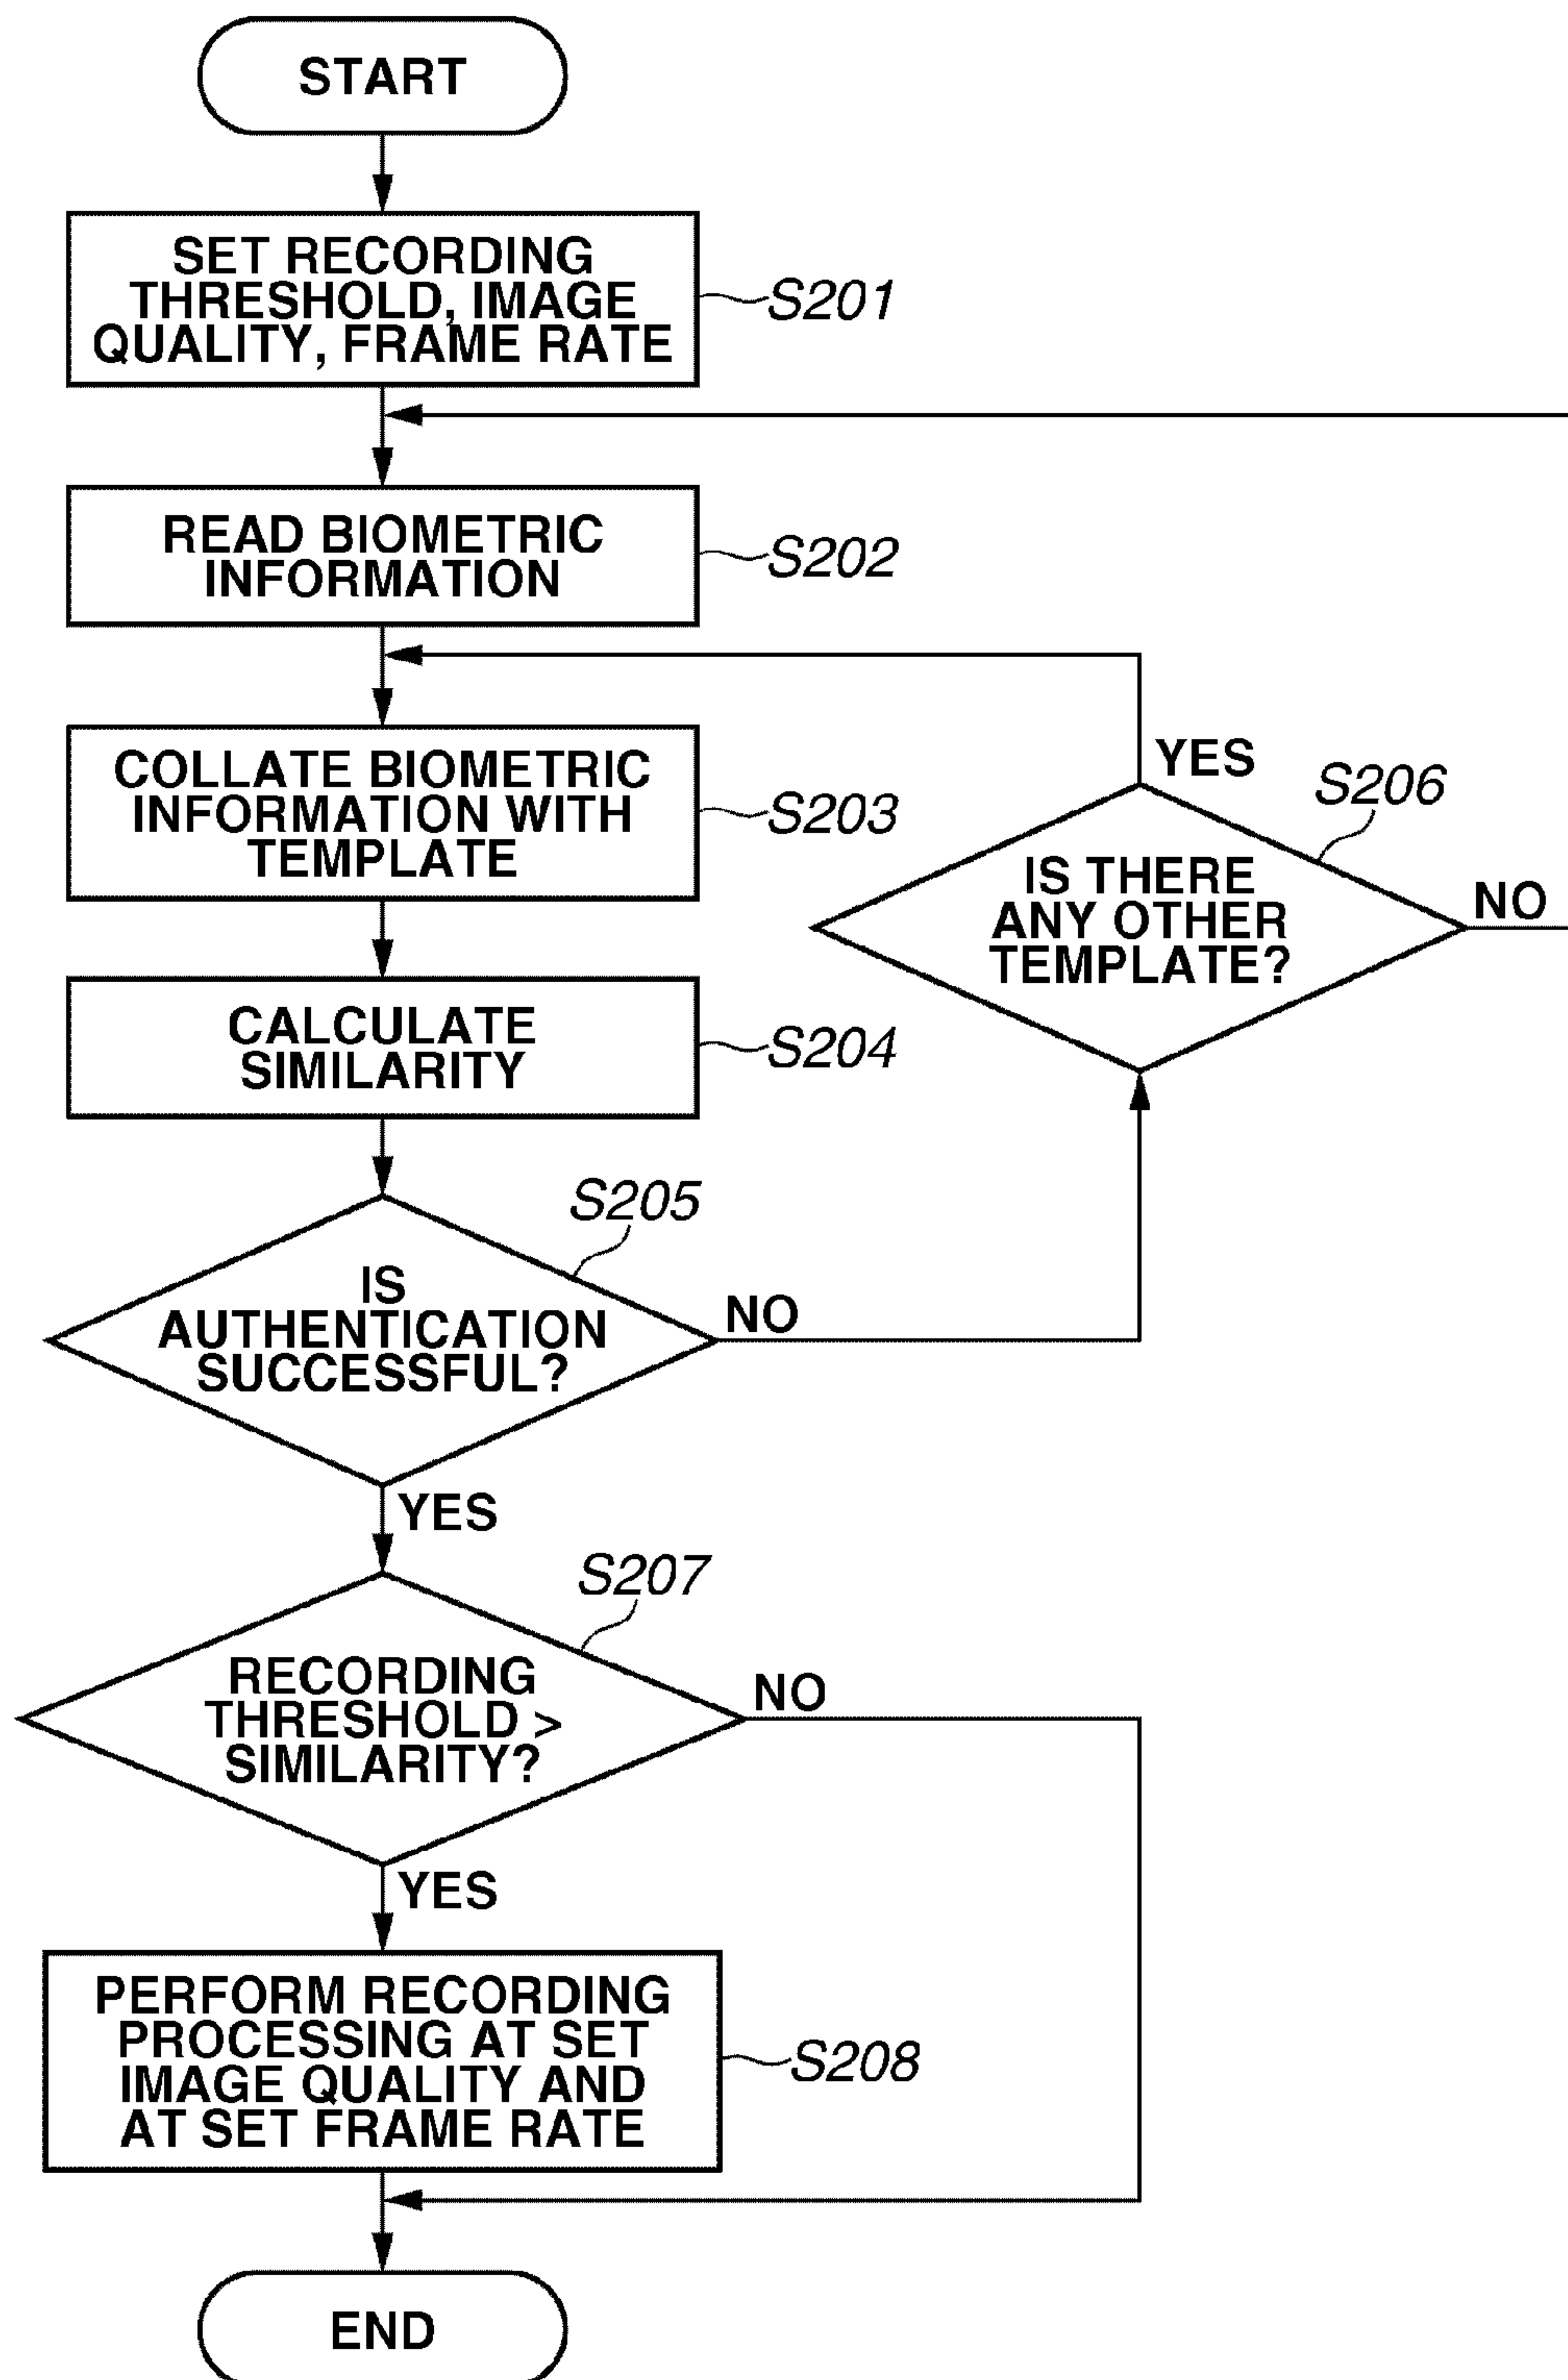 START
SET RECORDING
THRESHOLD, IMAGE
QUALITY, FRAME RATE
S201
READ BIOMETRIC
INFORMATION
S202
COLLATE BIOMETRIC
INFORMATION WITH
TEMPLATE
S203
YES
S206
IS THERE
ANY OTHER
TEMPLATE?
NO
CALCULATE
SIMILARITY
S204
S205
IS
AUTHENTICATION
SUCCESSFUL?
NO
YES
S207
RECORDING
THRESHOLD >
SIMILARITY?
NO
YES
PERFORM RECORDING
PROCESSING AT SET
IMAGE QUALITY AND
AT SET FRAME RATE
S208
END